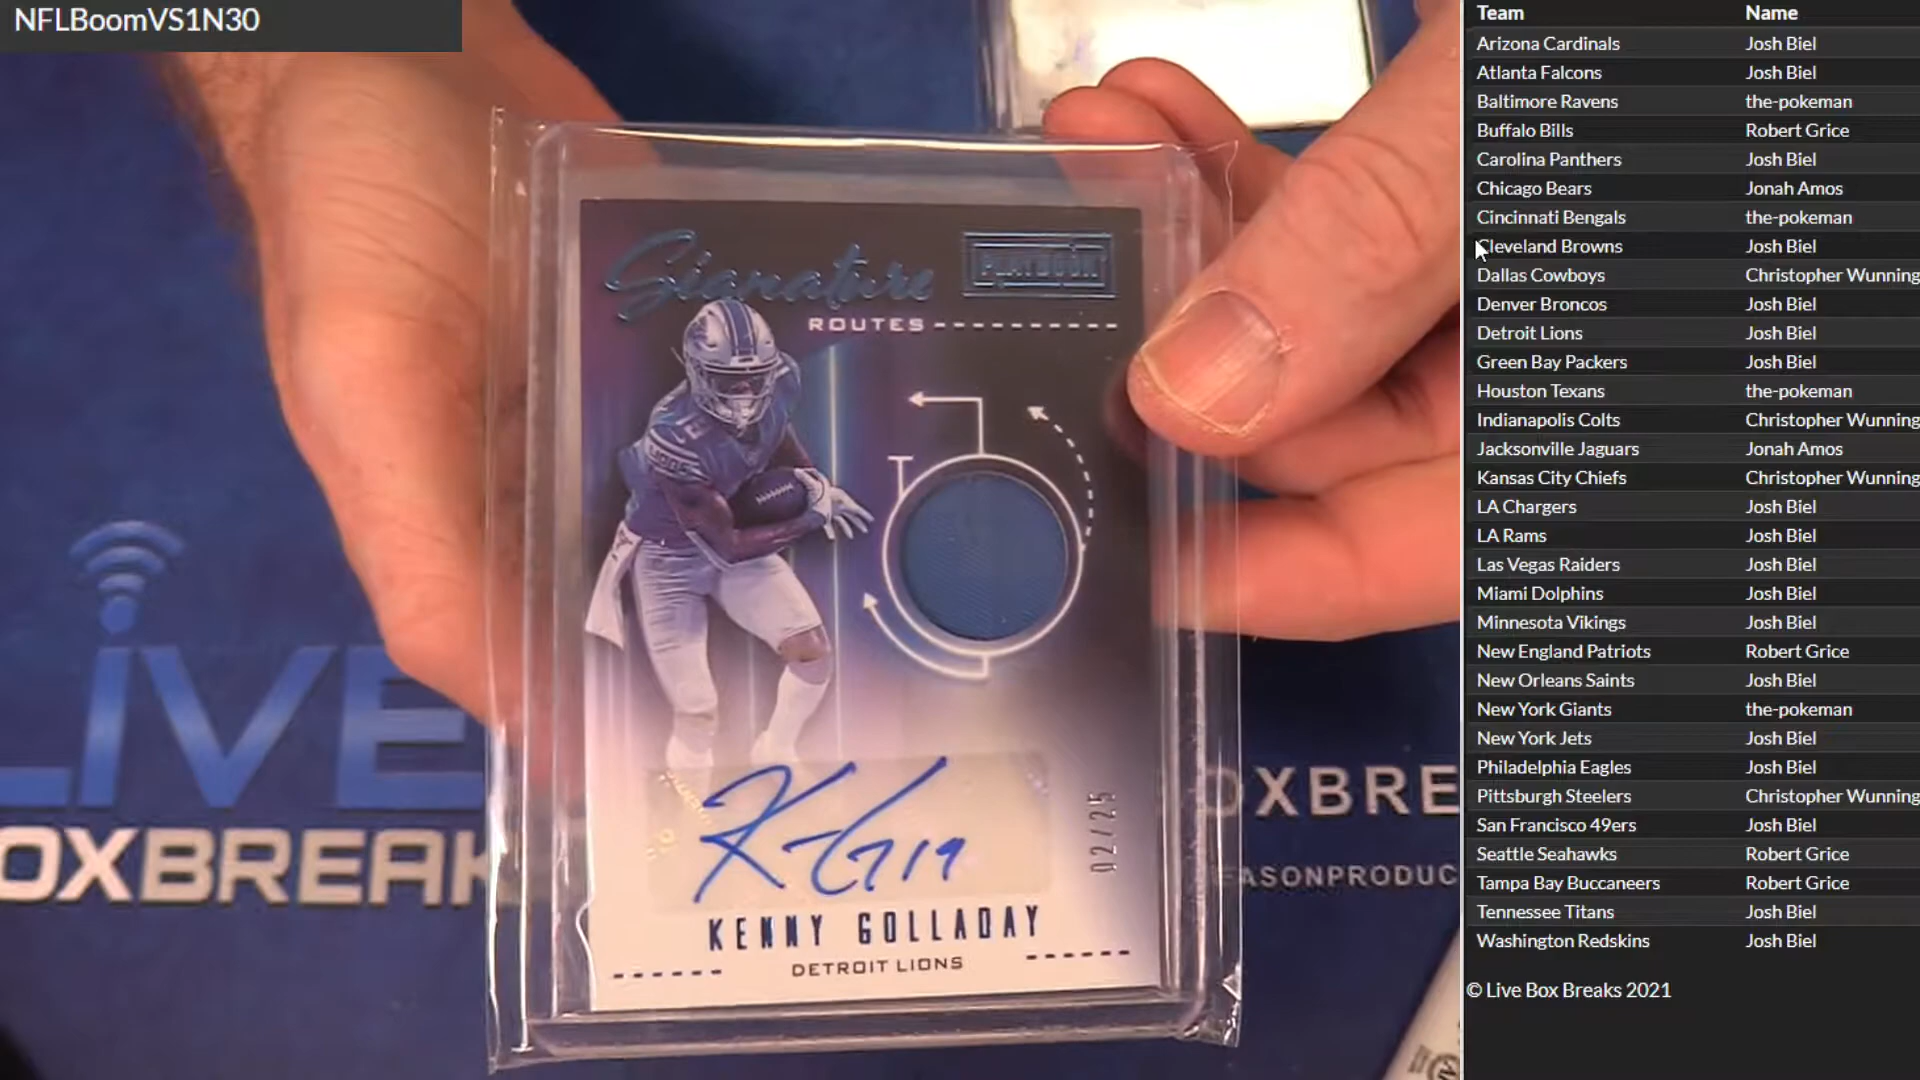 NFLBoomVS1N30
Signature
PLAYBOOK
ROUTES
K G 19
02/25
KENNY GOLLADAY
DETROIT LIONS
LIVE
OXBREAK
OXBRE
ASONPRODUC
Team Name
Arizona Cardinals Josh Biel
Atlanta Falcons Josh Biel
Baltimore Ravens the-pokeman
Buffalo Bills Robert Grice
Carolina Panthers Josh Biel
Chicago Bears Jonah Amos
Cincinnati Bengals the-pokeman
Cleveland Browns Josh Biel
Dallas Cowboys Christopher Wunning
Denver Broncos Josh Biel
Detroit Lions Josh Biel
Green Bay Packers Josh Biel
Houston Texans the-pokeman
Indianapolis Colts Christopher Wunning
Jacksonville Jaguars Jonah Amos
Kansas City Chiefs Christopher Wunning
LA Chargers Josh Biel
LA Rams Josh Biel
Las Vegas Raiders Josh Biel
Miami Dolphins Josh Biel
Minnesota Vikings Josh Biel
New England Patriots Robert Grice
New Orleans Saints Josh Biel
New York Giants the-pokeman
New York Jets Josh Biel
Philadelphia Eagles Josh Biel
Pittsburgh Steelers Christopher Wunning
San Francisco 49ers Josh Biel
Seattle Seahawks Robert Grice
Tampa Bay Buccaneers Robert Grice
Tennessee Titans Josh Biel
Washington Redskins Josh Biel
© Live Box Breaks 2021